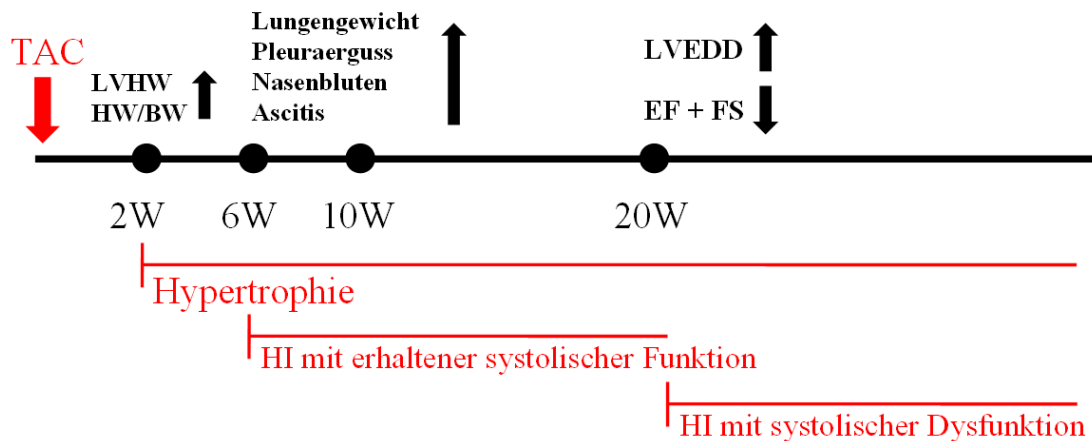 TAC
LVHW
HW/BW
Lungengewicht
Pleuraerguss
Nasenbluten
Ascitis
LVEDD
EF + FS
2W
6W
10W
20W
Hypertrophie
HI mit erhaltener systolischer Funktion
HI mit systolischer Dysfunktion